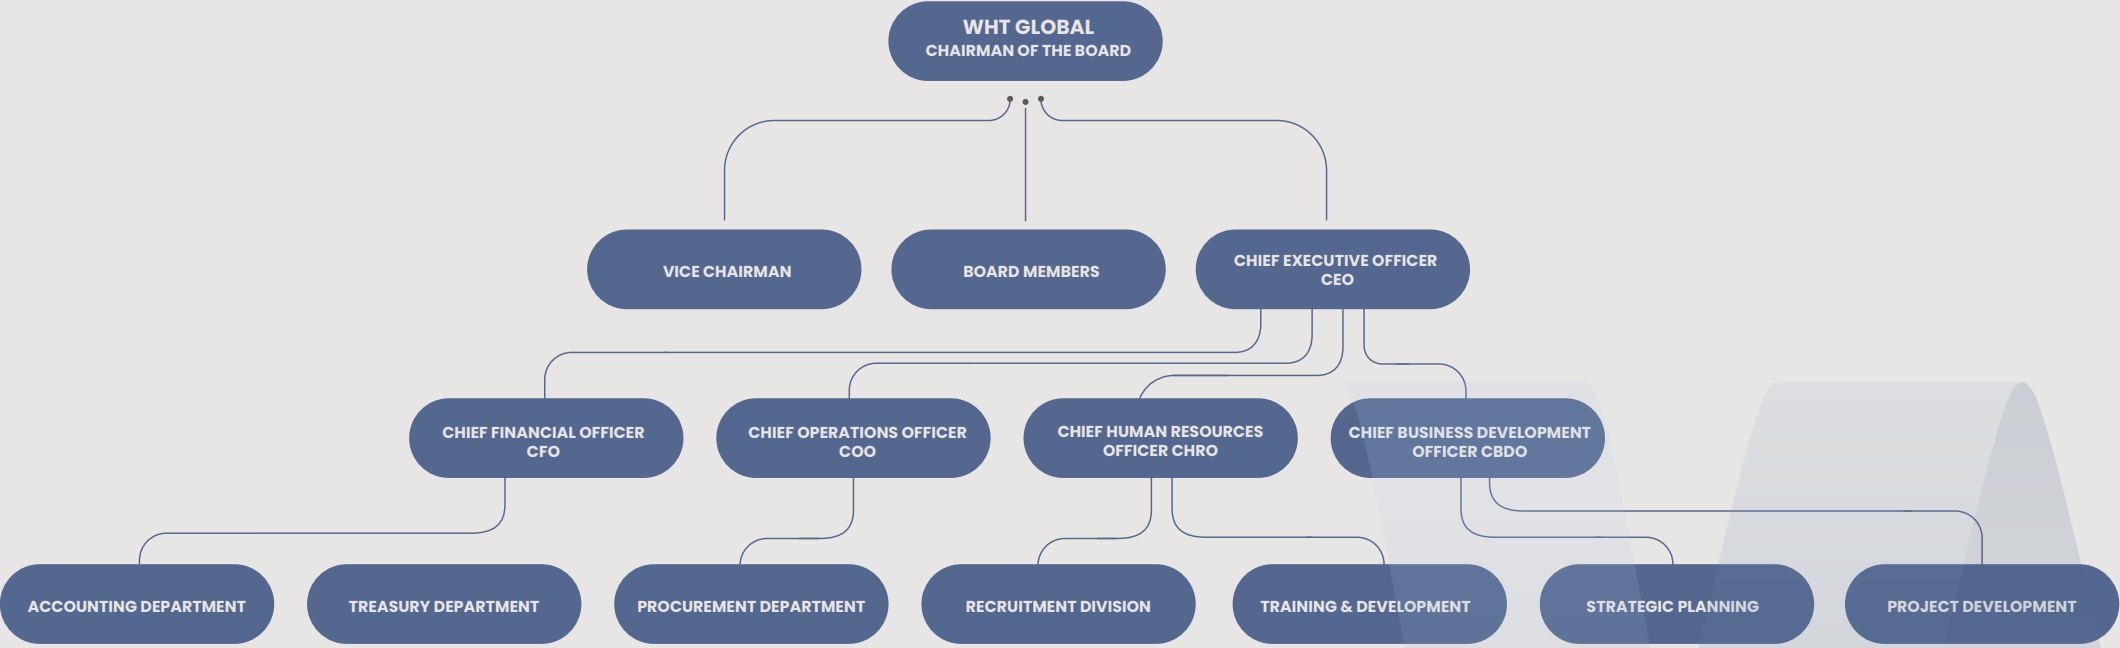 WHT GLOBAL
CHAIRMAN OF THE BOARD
VICE CHAIRMAN
BOARD MEMBERS
CHIEF EXECUTIVE OFFICER
CEO
CHIEF FINANCIAL OFFICER
CFO
CHIEF OPERATIONS OFFICER
COO
CHIEF HUMAN RESOURCES
OFFICER CHRO
CHIEF BUSINESS DEVELOPMENT
OFFICER CBDO
ACCOUNTING DEPARTMENT
TREASURY DEPARTMENT
PROCUREMENT DEPARTMENT
RECRUITMENT DIVISION
TRAINING & DEVELOPMENT
STRATEGIC PLANNING
PROJECT DEVELOPMENT